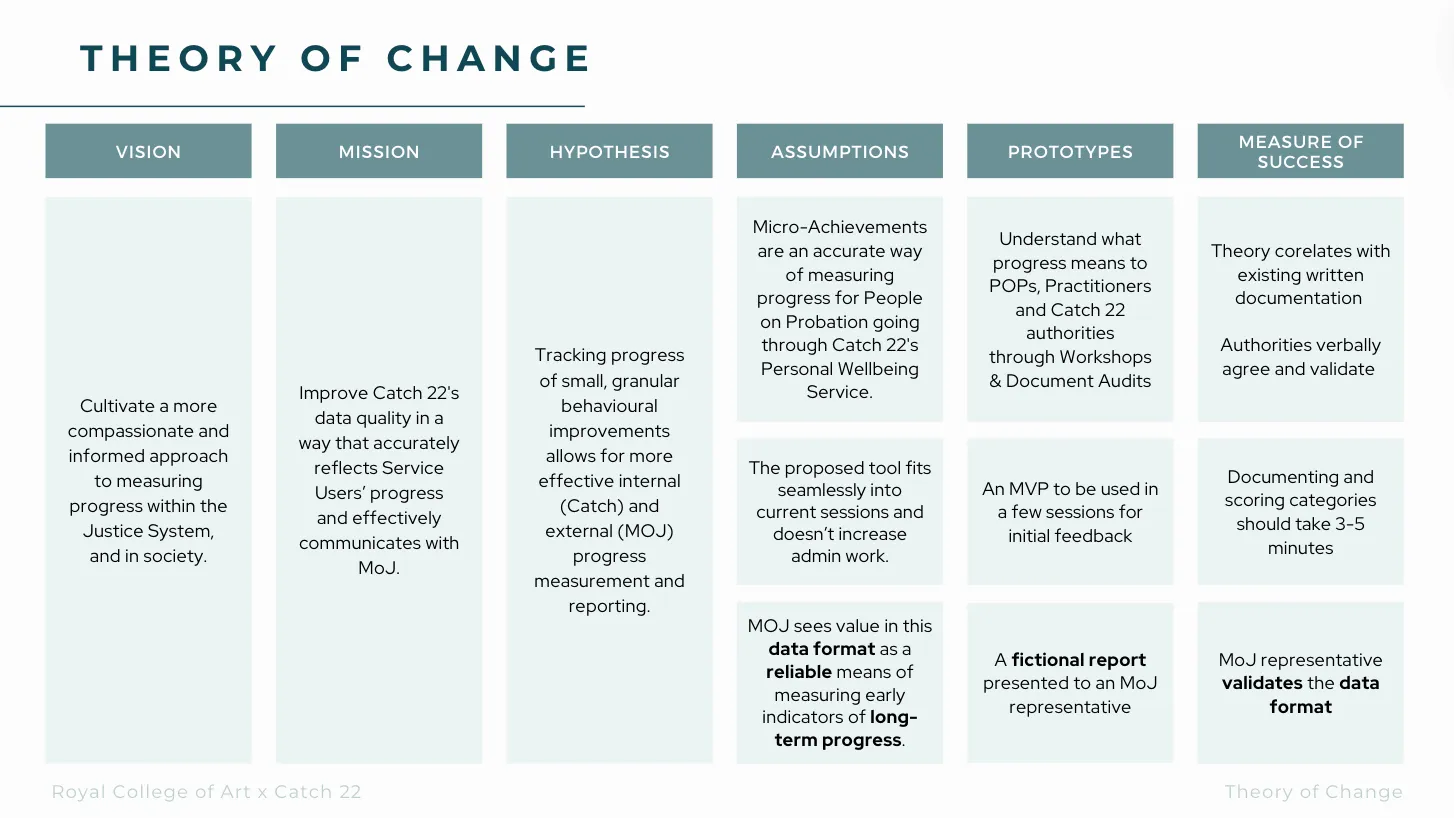 THEORY OF CHANGE
VISION
MISSION
HYPOTHESIS
ASSUMPTIONS
PROTOTYPES
MEASURE OF
SUCCESS
Cultivate a more
compassionate and
informed approach
to measuring
progress within the
Justice System,
and in society.
Improve Catch 22's
data quality in a
way that accurately
reflects Service
Users’ progress
and effectively
communicates with
MoJ.
Tracking progress
of small, granular
behavioural
improvements
allows for more
effective internal
(Catch) and
external (MOJ)
progress
measurement and
reporting.
Micro-Achievements
are an accurate way
of measuring
progress for People
on Probation going
through Catch 22's
Personal Wellbeing
Service.
Understand what
progress means to
POPs, Practitioners
and Catch 22
authorities
through Workshops
& Document Audits
Theory corelates with
existing written
documentation
Authorities verbally
agree and validate
The proposed tool fits
seamlessly into
current sessions and
doesn’t increase
admin work.
An MVP to be used in
a few sessions for
initial feedback
Documenting and
scoring categories
should take 3-5
minutes
MOJ sees value in this
data format as a
reliable means of
measuring early
indicators of long-
term progress.
A fictional report
presented to an MoJ
representative
MoJ representative
validates the data
format
Royal College of Art x Catch 22
Theory of Change